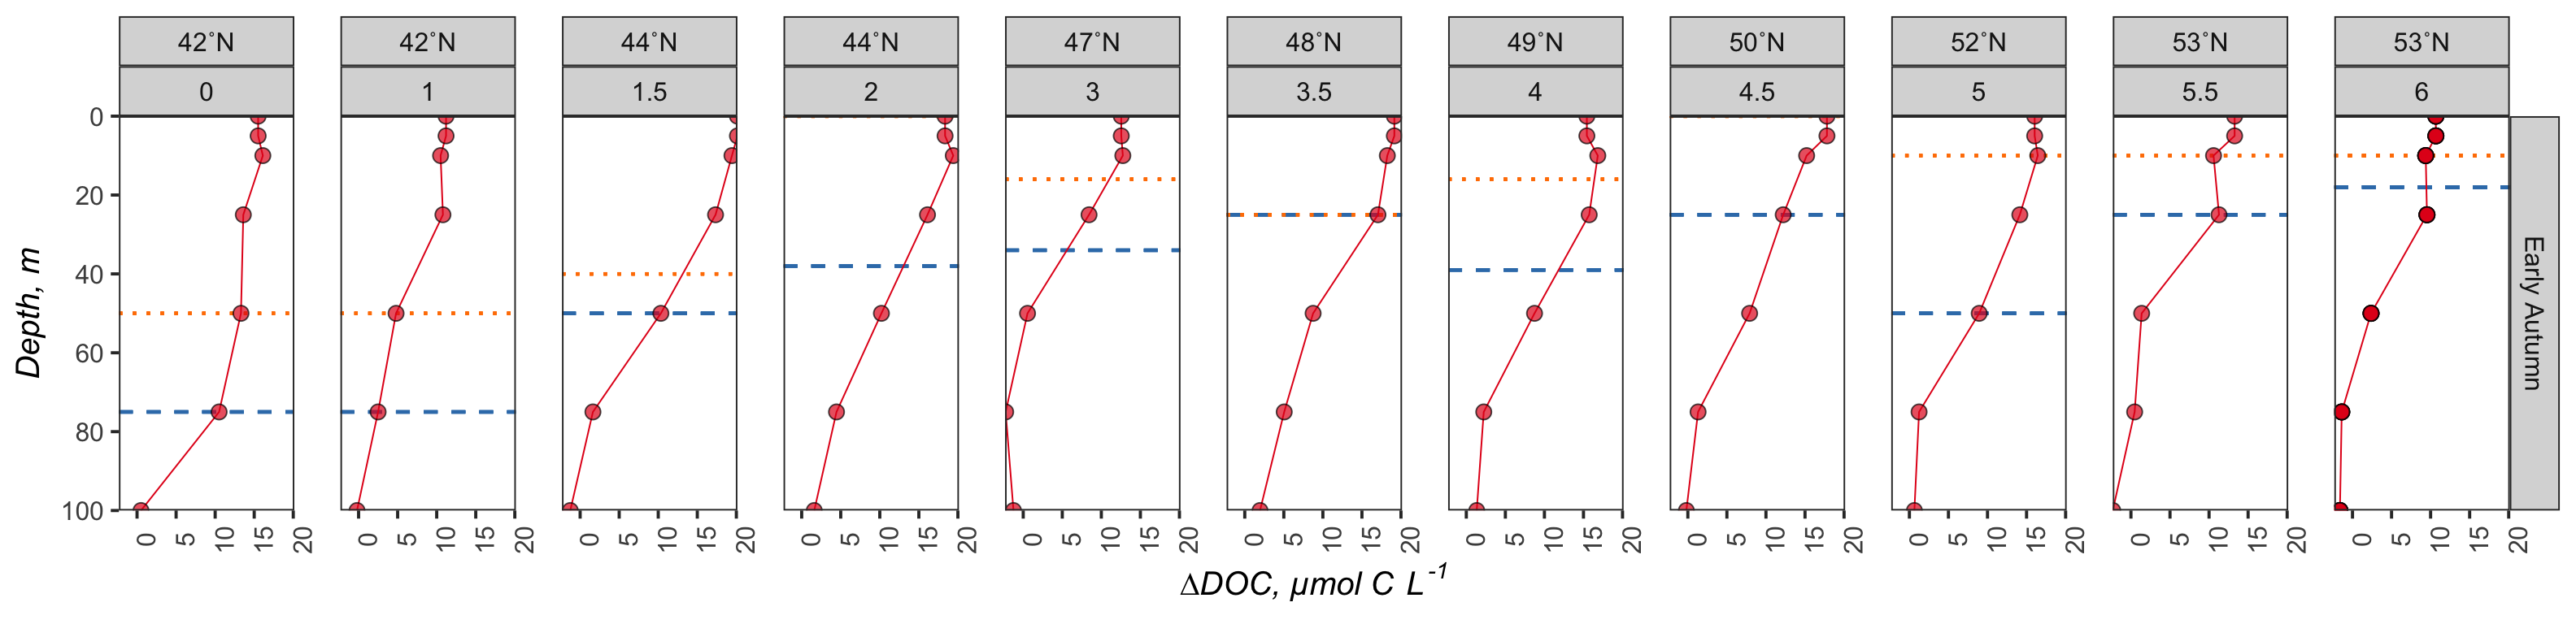 42°N 42°N 44°N 44°N 47°N 48°N 49°N 50°N 52°N 53°N 53°N
0 1 1.5 2 3 3.5 4 4.5 5 5.5 6
0
20
40
60
80
100
Depth, m
Early Autumn
0 5 10 15 20 0 5 10 15 20 0 5 10 15 20 0 5 10 15 20 0 5 10 15 20 0 5 10 15 20 0 5 10 15 20 0 5 10 15 20 0 5 10 15 20 0 5 10 15 20 0 5 10 15 20
ΔDOC, μmol C L⁻¹